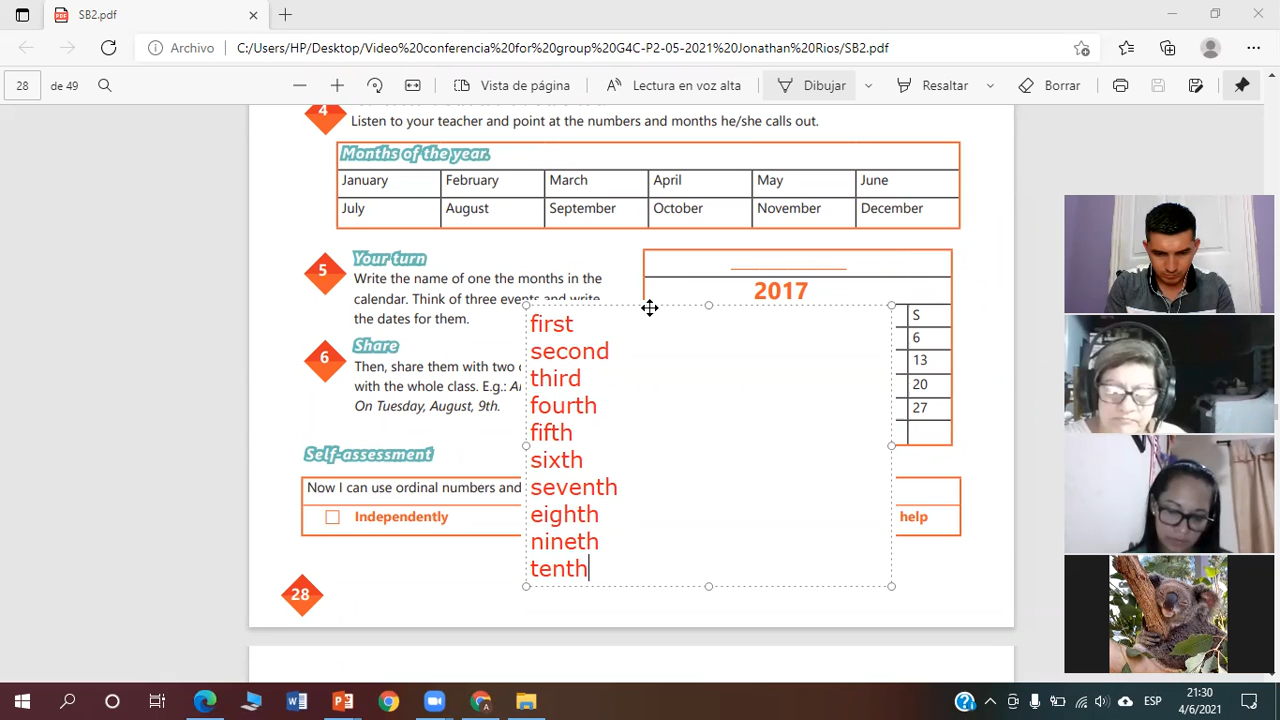 SB2.pdf
Archivo
C:/Users/HP/Desktop/Video%20conferencia%20for%20group%20G4C-P2-05-2021%20Jonathan%20Rios/SB2.pdf
28 de 49
Vista de página
Lectura en voz alta
Dibujar
Resaltar
Borrar
4
Listen to your teacher and point at the numbers and months he/she calls out.
Months of the year.
January February March April May June
July August September October November December
5
Your turn
Write the name of one the months in the
calendar. Think of three events and write
the dates for them.
2017
S
6
13
20
27
6
Share
Then, share them with two
with the whole class. E.g.:
On Tuesday, August, 9th.
first
second
third
fourth
fifth
sixth
seventh
eighth
nineth
tenth
Self-assessment
Now I can use ordinal numbers and
Independently
help
28
ESP
21:30
4/6/2021